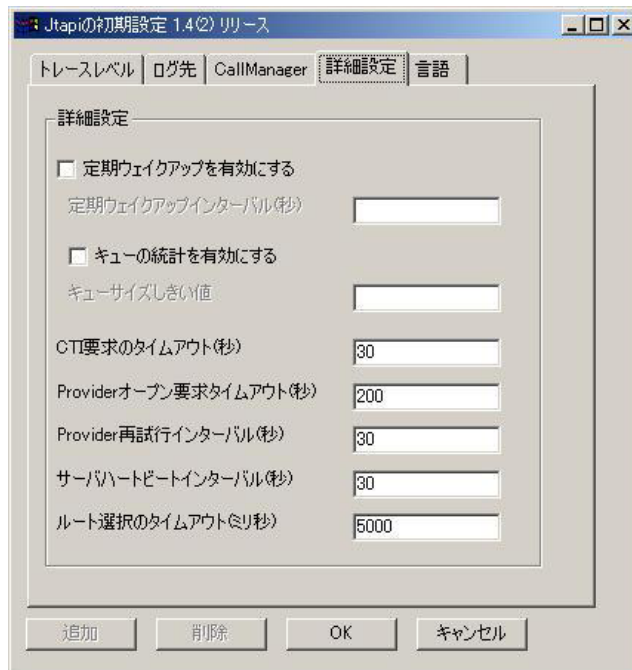 Jtapiの初期設定 1.4(2) リリース
トレースレベル ログ先 CallManager 詳細設定 言語
詳細設定
定期ウェイクアップを有効にする
定期ウェイクアップインターバル(秒)
キューの統計を有効にする
キューサイズしきい値
CTI要求のタイムアウト(秒) 30
Providerオープン要求タイムアウト(秒) 200
Provider再試行インターバル(秒) 30
サーバハートビートインターバル(秒) 30
ルート選択のタイムアウト(ミリ秒) 5000
追加 削除 OK キャンセル